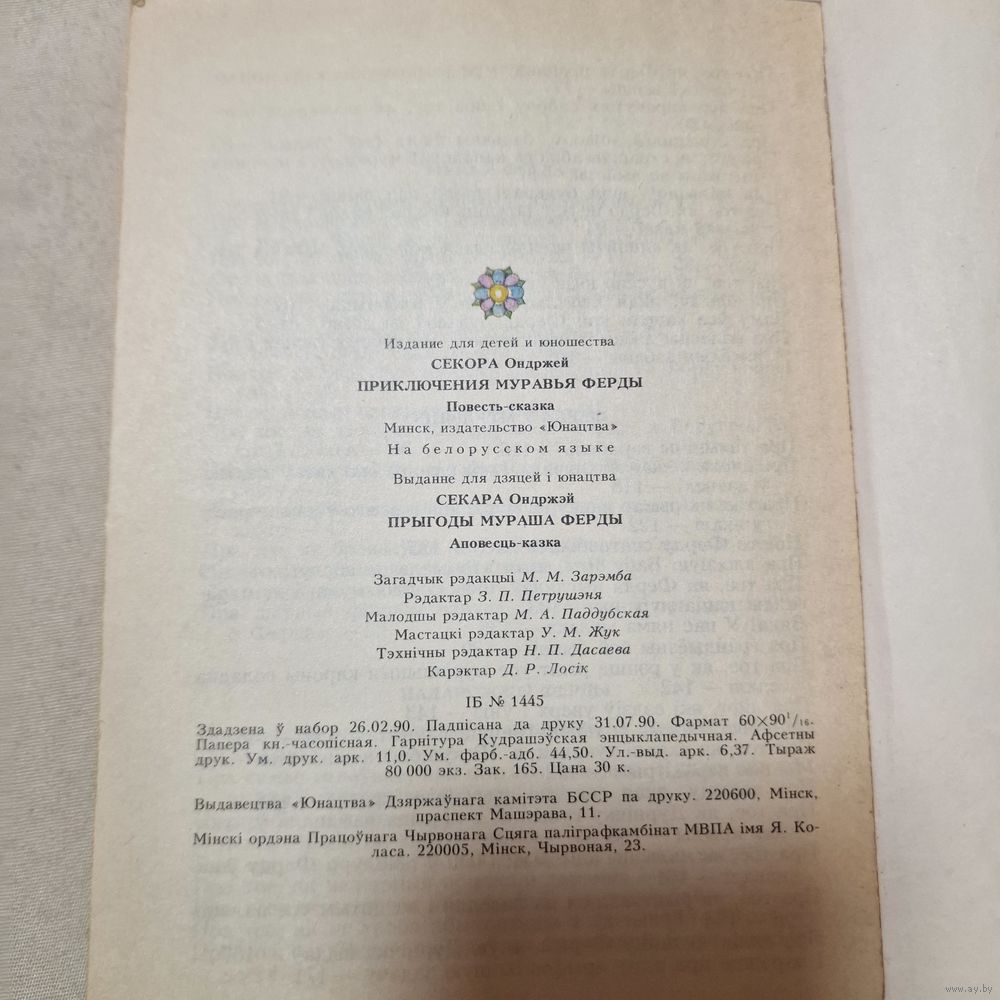 Издание для детей и юношества
СЕКОРА Ондржей
ПРИКЛЮЧЕНИЯ МУРАВЬЯ ФЕРДЫ
Повесть-сказка
Минск, издательство «Юнацтва»
На белорусском языке
Выданне для дзяцей і юнацтва
СЕКАРА Ондржэй
ПРЫГОДЫ МУРАША ФЕРДЫ
Аповесць-казка
Загадчык рэдакцыі М. М. Зарэмба
Рэдактар З. П. Петрушэня
Малодшы рэдактар М. А. Паддубская
Мастацкі рэдактар У. М. Жук
Тэхнічны рэдактар Н. П. Дасаева
Карэктар Д. Р. Лосік
ІБ № 1445
Здадзена ў набор 26.02.90. Падпісана да друку 31.07.90. Фармат 60×90¹/₁₆.
Папера кн.-часопісная. Гарнітура Кудрашэўская энцыклапедычная. Афсетны
друк. Ум. друк. арк. 11,0. Ум. фарб.-адб. 44,50. Ул.-выд. арк. 6,37. Тыраж
80 000 экз. Зак. 165. Цана 30 к.
Выдавецтва «Юнацтва» Дзяржаўнага камітэта БССР па друку. 220600, Мінск,
праспект Машэрава, 11.
Мінскі ордэна Працоўнага Чырвонага Сцяга паліграфкамбінат МВПА імя Я. Ко-
ласа. 220005, Мінск, Чырвоная, 23.
www.ay.by